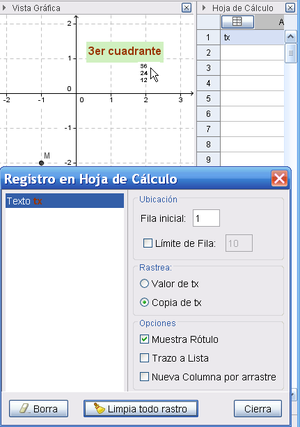 Vista Gráfica
Hoja de Cálculo
A
1 tx
2
3
4
5
6
7
8
9
2
1
0
-1
-2
-1 0 1 2 3
3er cuadrante
36
24
12
M
Registro en Hoja de Cálculo
Texto tx
Ubicación
Fila inicial: 1
Límite de Fila: 10
Rastrea:
Valor de tx
Copia de tx
Opciones
Muestra Rótulo
Trazo a Lista
Nueva Columna por arrastre
Borra
Limpia todo rastro
Cierra